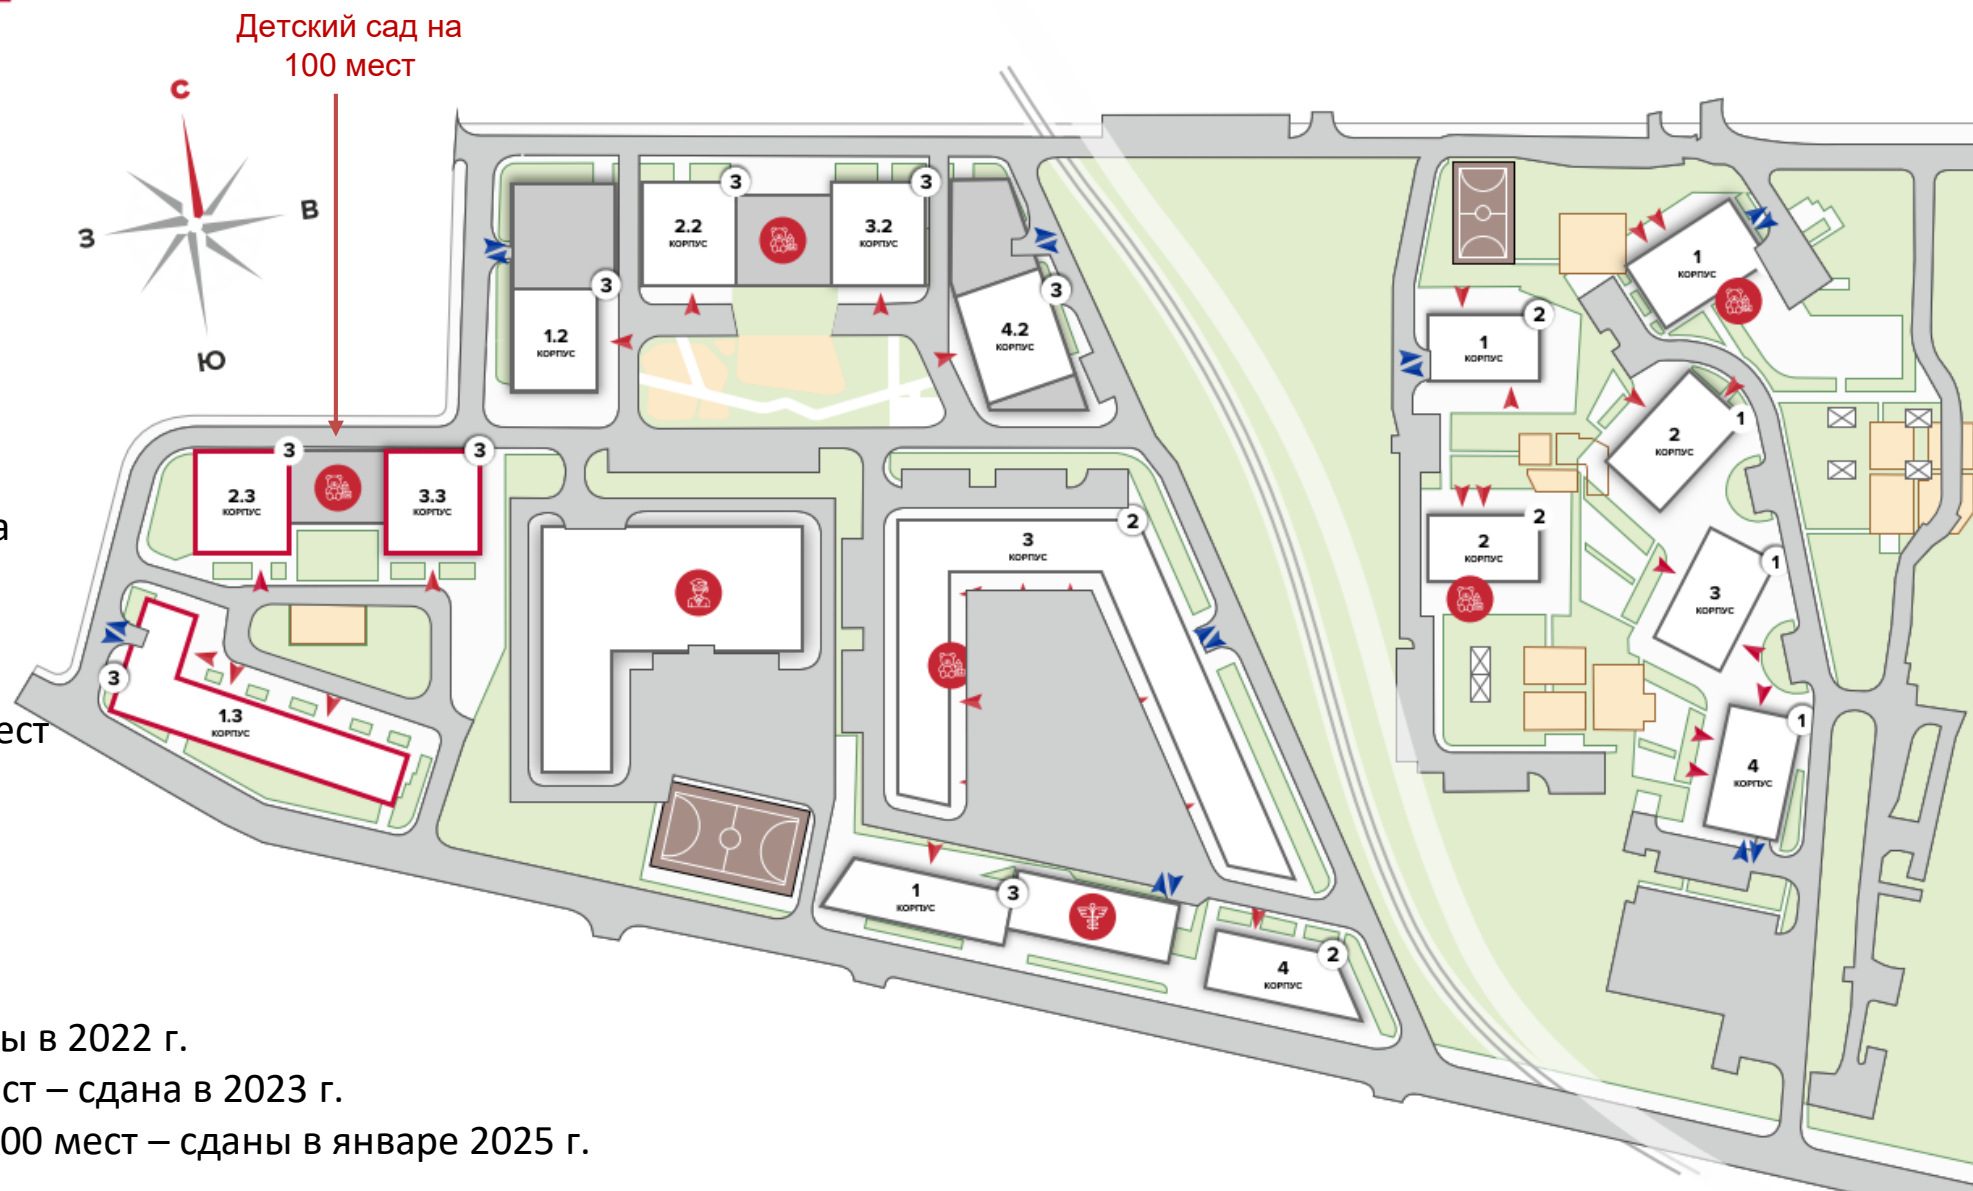 Детский сад на
100 мест
С
В
З
Ю
3
3
2.2
КОРПУС
3.2
КОРПУС
3
1.2
КОРПУС
3
4.2
КОРПУС
1
КОРПУС
2
1
КОРПУС
1
2
КОРПУС
3
3
2.3
КОРПУС
3.3
КОРПУС
а
2
3
КОРПУС
2
2
КОРПУС
1
3
КОРПУС
3
1.3
КОРПУС
ест
1
4
КОРПУС
1
КОРПУС
3
2
4
КОРПУС
ы в 2022 г.
ст – сдана в 2023 г.
00 мест – сданы в январе 2025 г.